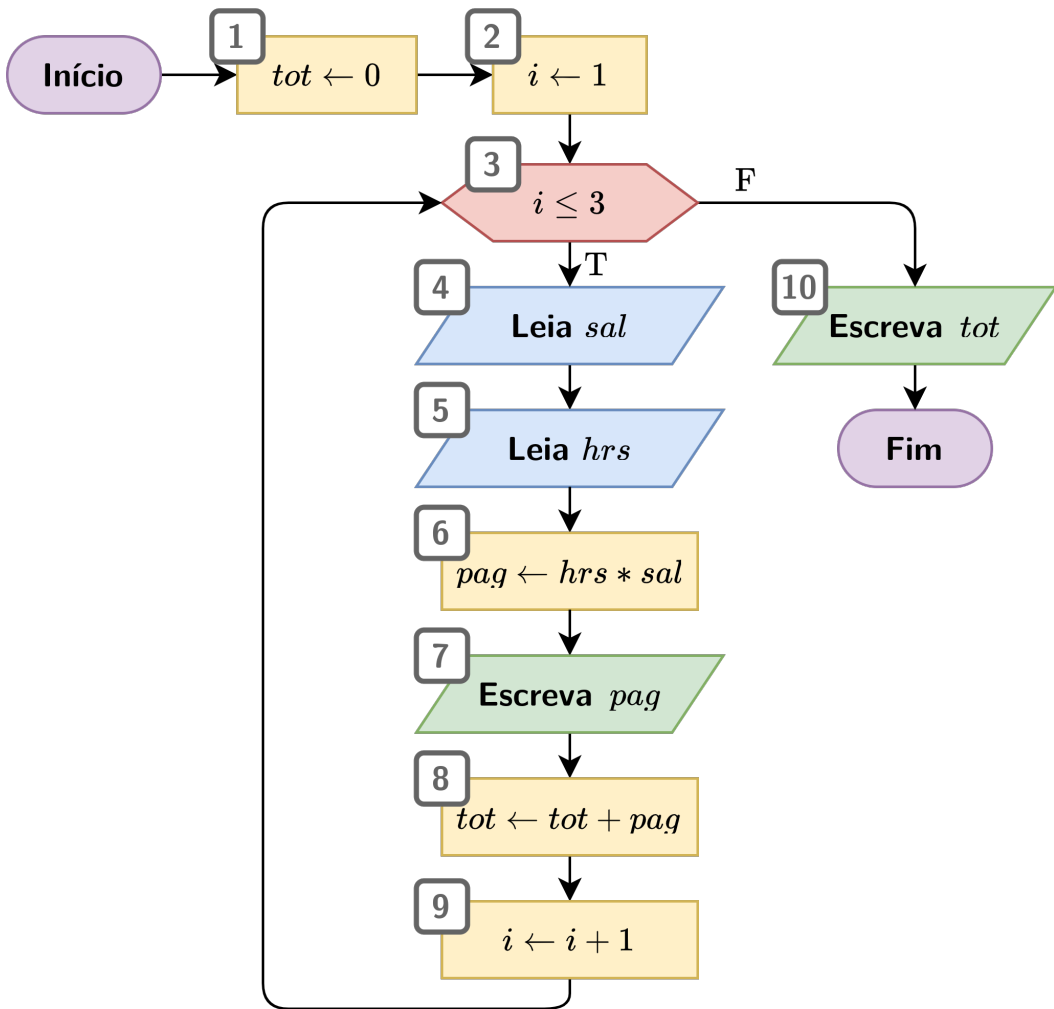 Início
1
tot ← 0
2
i ← 1
3
i ≤ 3
F
T
4
Leia sal
10
Escreva tot
5
Leia hrs
Fim
6
pag ← hrs * sal
7
Escreva pag
8
tot ← tot + pag
9
i ← i + 1